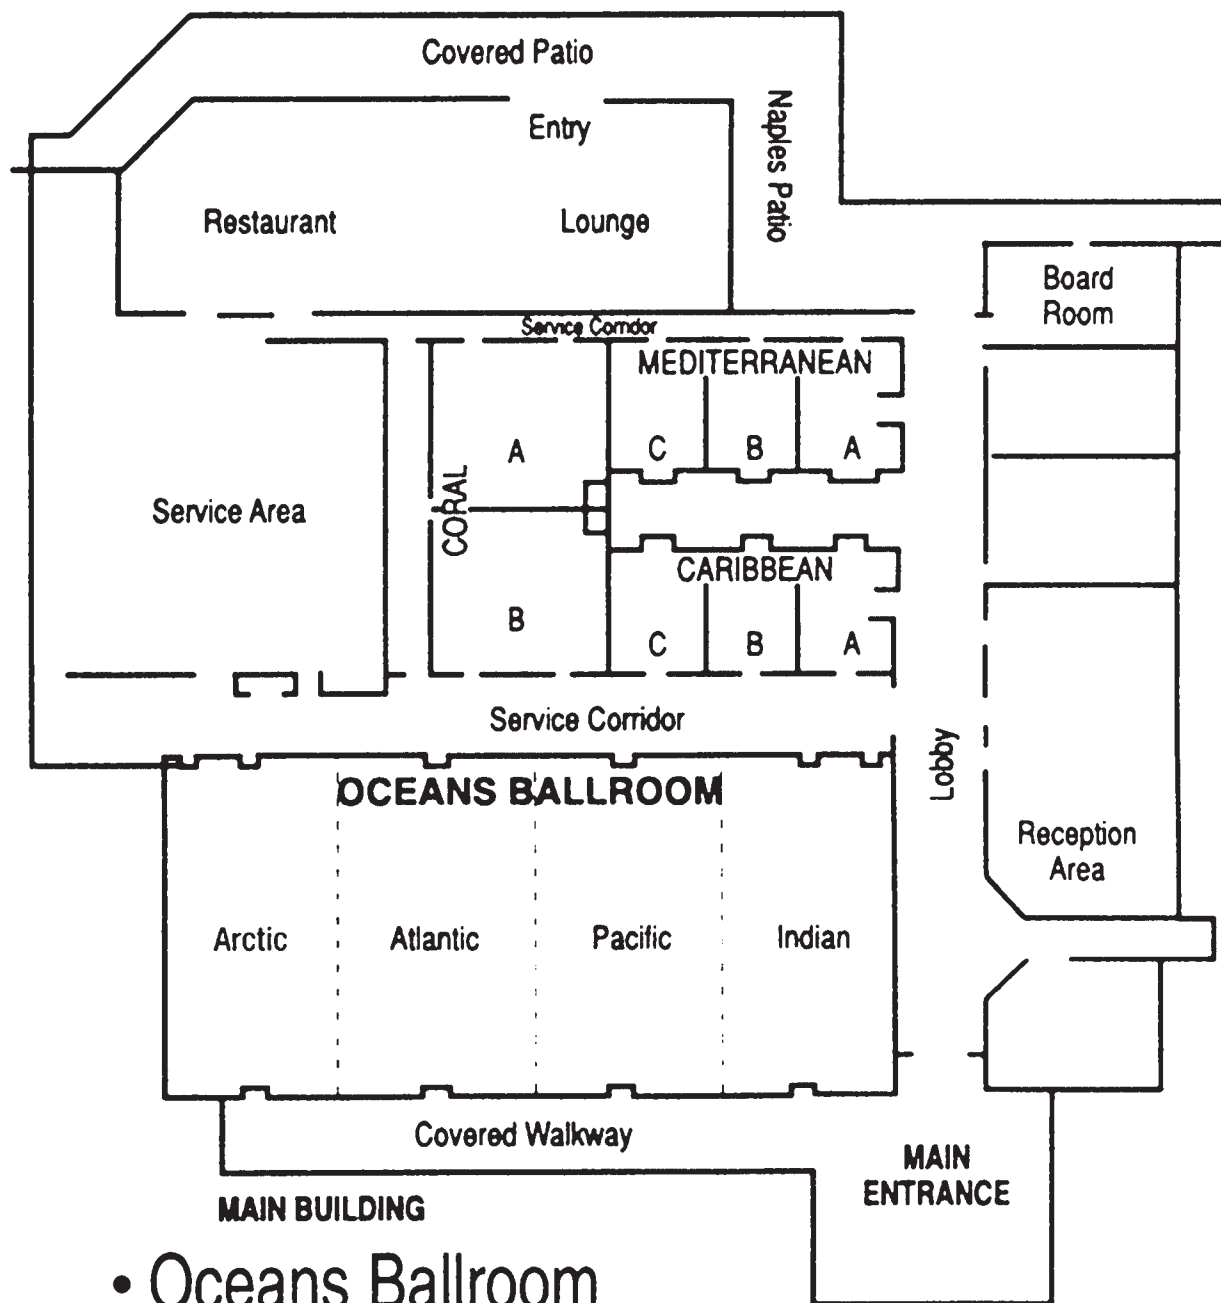 Covered Patio
Entry
Naples Patio
Restaurant
Lounge
Board
Room
Service Corridor
MEDITERRANEAN
C B A
A
CORAL
Service Area
CARIBBEAN
B
C B A
Service Corridor
Lobby
OCEANS BALLROOM
Reception
Area
Arctic Atlantic Pacific Indian
Covered Walkway
MAIN
ENTRANCE
MAIN BUILDING
• Oceans Ballroom